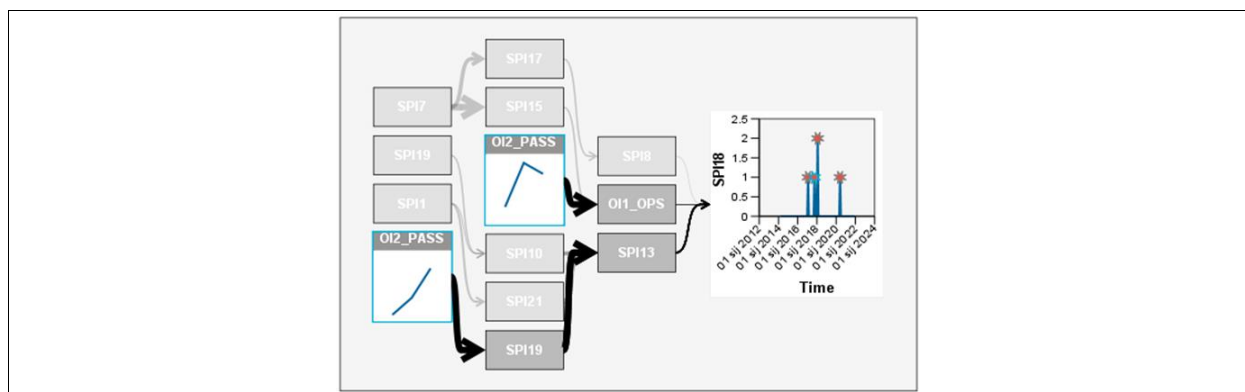 SPI17
SPI7
SPI15
OI2_PASS
SPI19
SPI8
SPI1
OI1_OPS
OI2_PASS
SPI10
SPI13
SPI21
SPI19
SPI18
2.5
2
1.5
1
0.5
0
01 sij 2012
01 sij 2014
01 sij 2016
01 sij 2018
01 sij 2020
01 sij 2022
01 sij 2024
Time